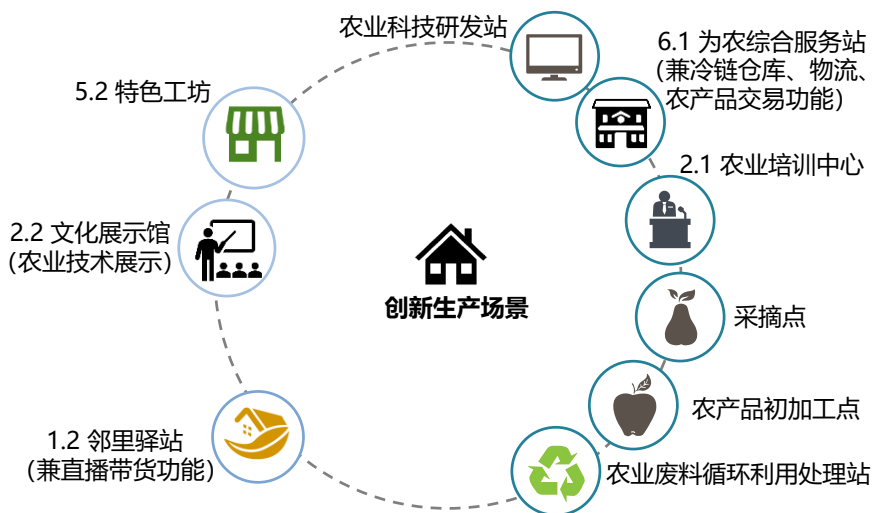 农业科技研发站
6.1 为农综合服务站
（兼冷链仓库、物流、
农产品交易功能）
5.2 特色工坊
2.1 农业培训中心
2.2 文化展示馆
（农业技术展示）
创新生产场景
采摘点
农产品初加工点
1.2 邻里驿站
（兼直播带货功能）
农业废料循环利用处理站